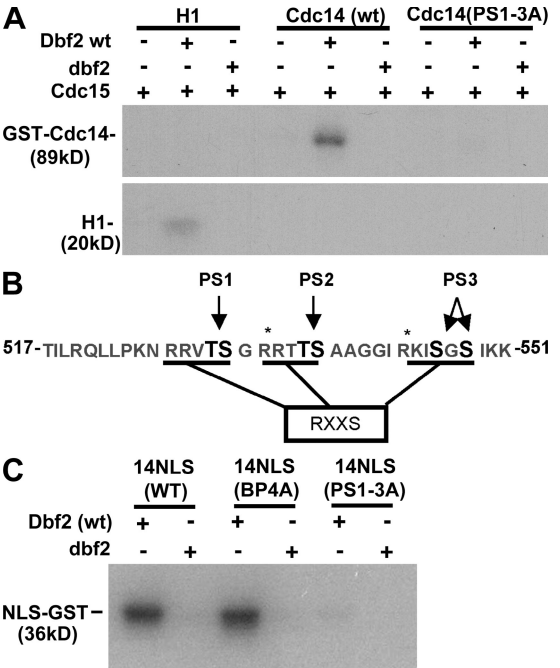 A
H1 Cdc14 (wt) Cdc14(PS1-3A)
Dbf2 wt - + - - + - - + -
dbf2 - - + - - + - - +
Cdc15 + + + + + + + + +
GST-Cdc14-
(89kD)
H1-
(20kD)
B
PS1 PS2 PS3
* *
517-TILRQLLPKN RRVTS G RRTTS AAGGI RKISGS IKK -551
RXXS
C
14NLS 14NLS 14NLS
(WT) (BP4A) (PS1-3A)
Dbf2 (wt) + - + - + -
dbf2 - + - + - +
NLS-GST-
(36kD)